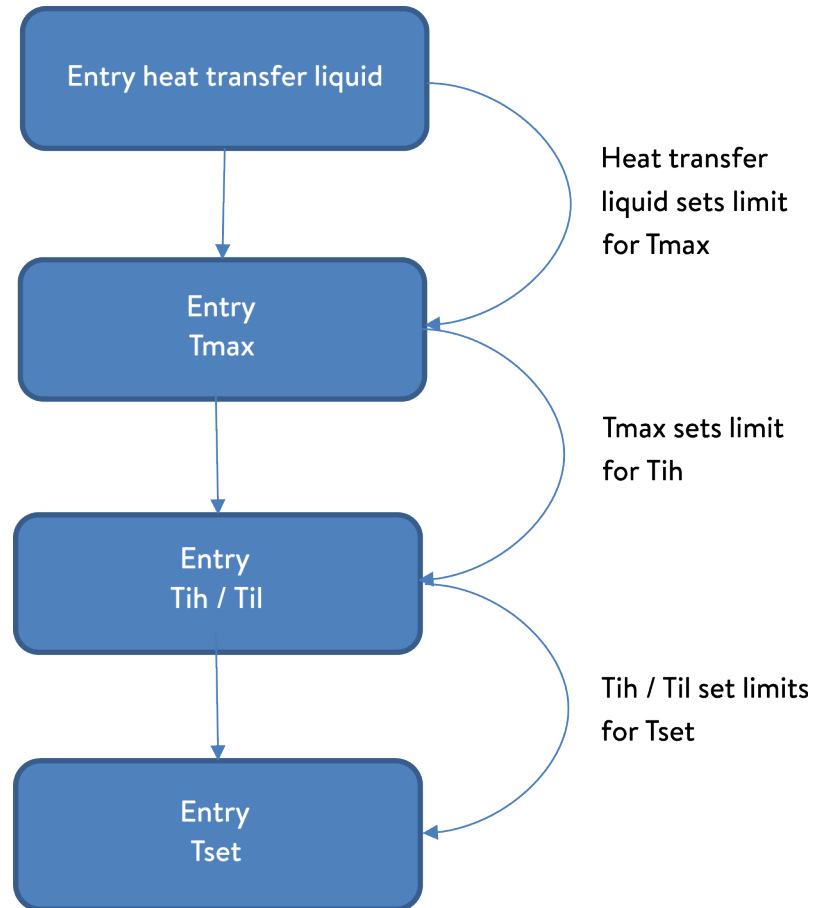 Entry heat transfer liquid
Heat transfer
liquid sets limit
for Tmax
Entry
Tmax
Tmax sets limit
for Tih
Entry
Tih / Til
Tih / Til set limits
for Tset
Entry
Tset